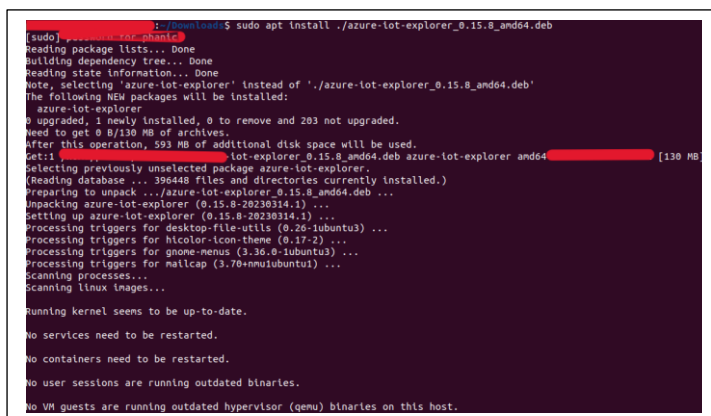 :~/Downloads$ sudo apt install ./azure-iot-explorer_0.15.8_amd64.deb
[sudo] password for phanic
Reading package lists... Done
Building dependency tree... Done
Reading state information... Done
Note, selecting 'azure-iot-explorer' instead of './azure-iot-explorer_0.15.8_amd64.deb'
The following NEW packages will be installed:
azure-iot-explorer
0 upgraded, 1 newly installed, 0 to remove and 203 not upgraded.
Need to get 0 B/130 MB of archives.
After this operation, 593 MB of additional disk space will be used.
Get:1 -iot-explorer_0.15.8_amd64.deb azure-iot-explorer amd64 [130 MB]
Selecting previously unselected package azure-iot-explorer.
(Reading database ... 396448 files and directories currently installed.)
Preparing to unpack .../azure-iot-explorer_0.15.8_amd64.deb ...
Unpacking azure-iot-explorer (0.15.8-20230314.1) ...
Setting up azure-iot-explorer (0.15.8-20230314.1) ...
Processing triggers for desktop-file-utils (0.26-1ubuntu3) ...
Processing triggers for hicolor-icon-theme (0.17-2) ...
Processing triggers for gnome-menus (3.36.0-1ubuntu3) ...
Processing triggers for mailcap (3.70+nmu1ubuntu1) ...
Scanning processes...
Scanning linux images...
Running kernel seems to be up-to-date.
No services need to be restarted.
No containers need to be restarted.
No user sessions are running outdated binaries.
No VM guests are running outdated hypervisor (qemu) binaries on this host.